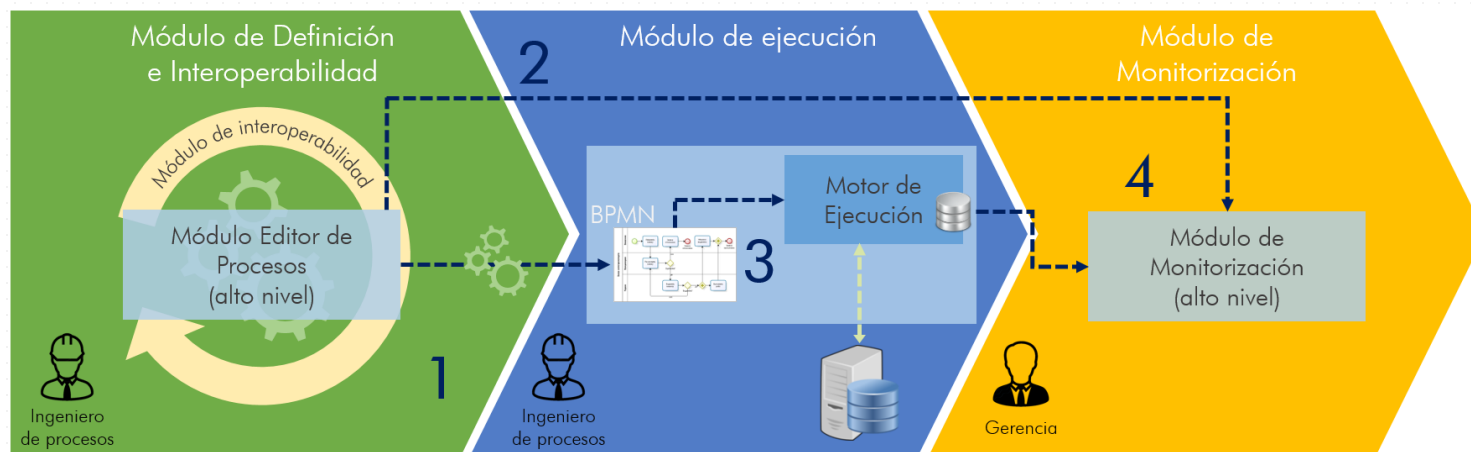 Módulo de Definición
e Interoperabilidad
Módulo de interoperabilidad
Módulo Editor de
Procesos
(alto nivel)
1
Ingeniero
de procesos
Módulo de ejecución
2
BPMN
3
Motor de
Ejecución
Ingeniero
de procesos
Módulo de
Monitorización
4
Módulo de
Monitorización
(alto nivel)
Gerencia